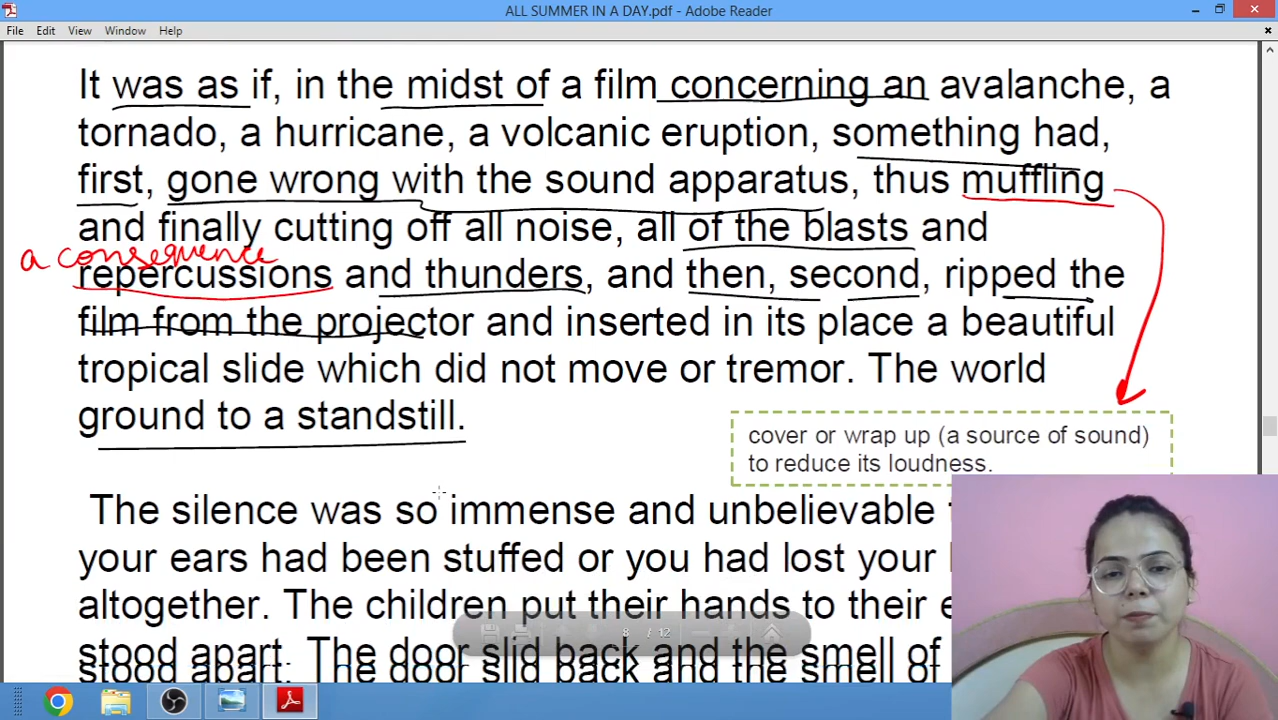 ALL SUMMER IN A DAY.pdf - Adobe Reader
File Edit View Window Help
It was as if, in the midst of a film concerning an avalanche, a
tornado, a hurricane, a volcanic eruption, something had,
first, gone wrong with the sound apparatus, thus muffling
and finally cutting off all noise, all of the blasts and
a consequence
repercussions and thunders, and then, second, ripped the
film from the projector and inserted in its place a beautiful
tropical slide which did not move or tremor. The world
ground to a standstill.
cover or wrap up (a source of sound)
to reduce its loudness.
The silence was so immense and unbelievable
your ears had been stuffed or you had lost your
altogether. The children put their hands to their
8 / 12
stood apart. The door slid back and the smell of